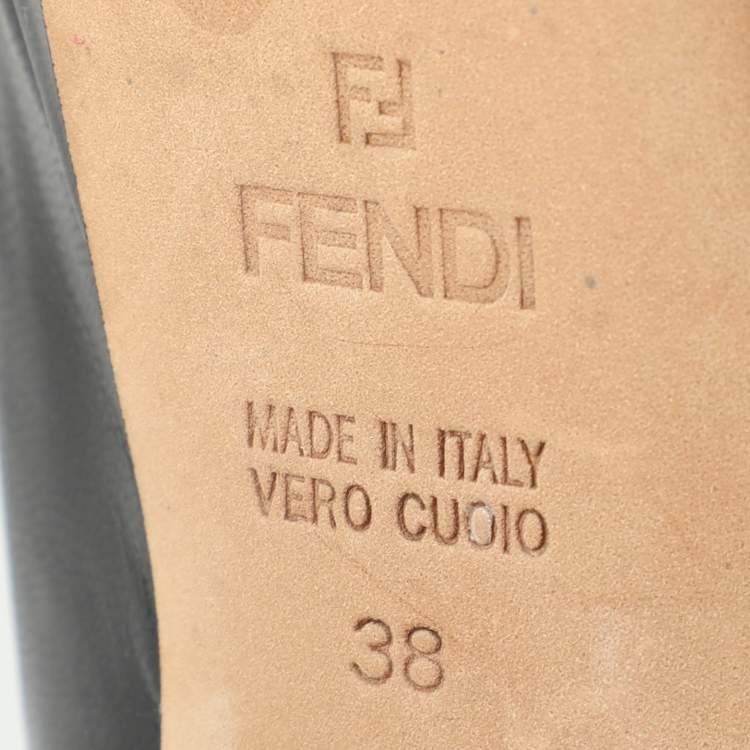 FENDI
MADE IN ITALY
VERO CUOIO
38